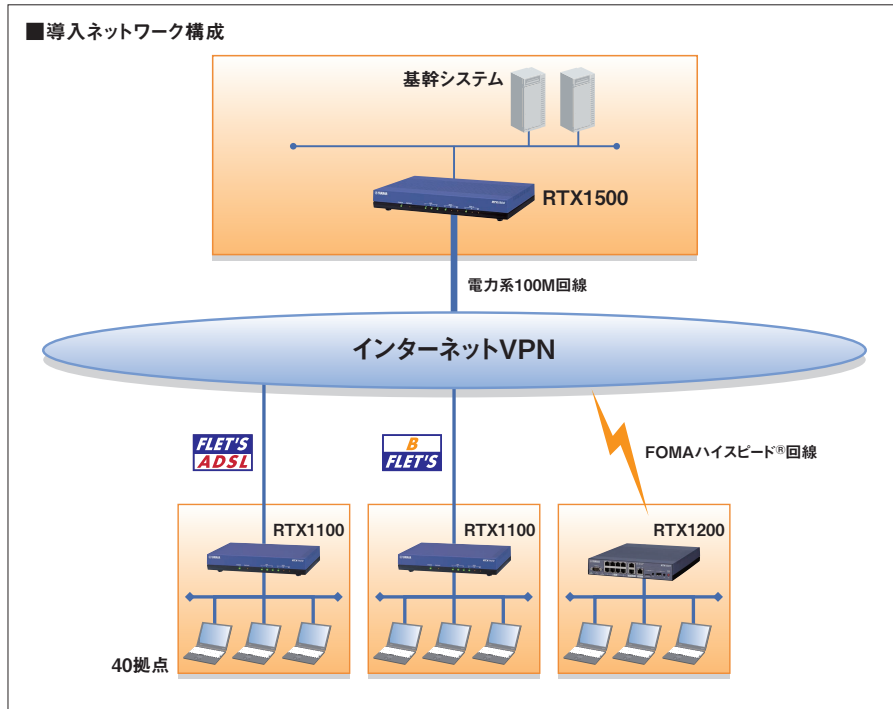 ■導入ネットワーク構成
基幹システム
RTX1500
電力系100M回線
インターネットVPN
FLET'S
ADSL
B
FLET'S
FOMAハイスピード®回線
RTX1100
RTX1100
RTX1200
40拠点